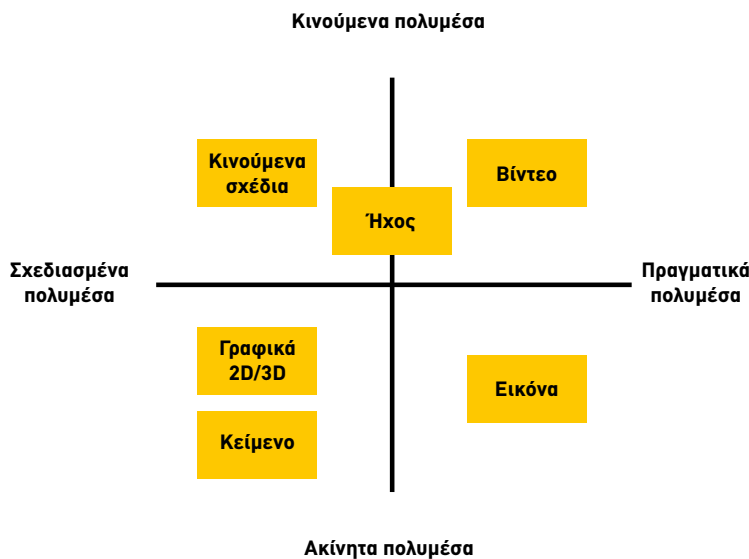 Κινούμενα πολυμέσα
Κινούμενα
σχέδια
Βίντεο
Ήχος
Σχεδιασμένα
πολυμέσα
Πραγματικά
πολυμέσα
Γραφικά
2D/3D
Εικόνα
Κείμενο
Ακίνητα πολυμέσα